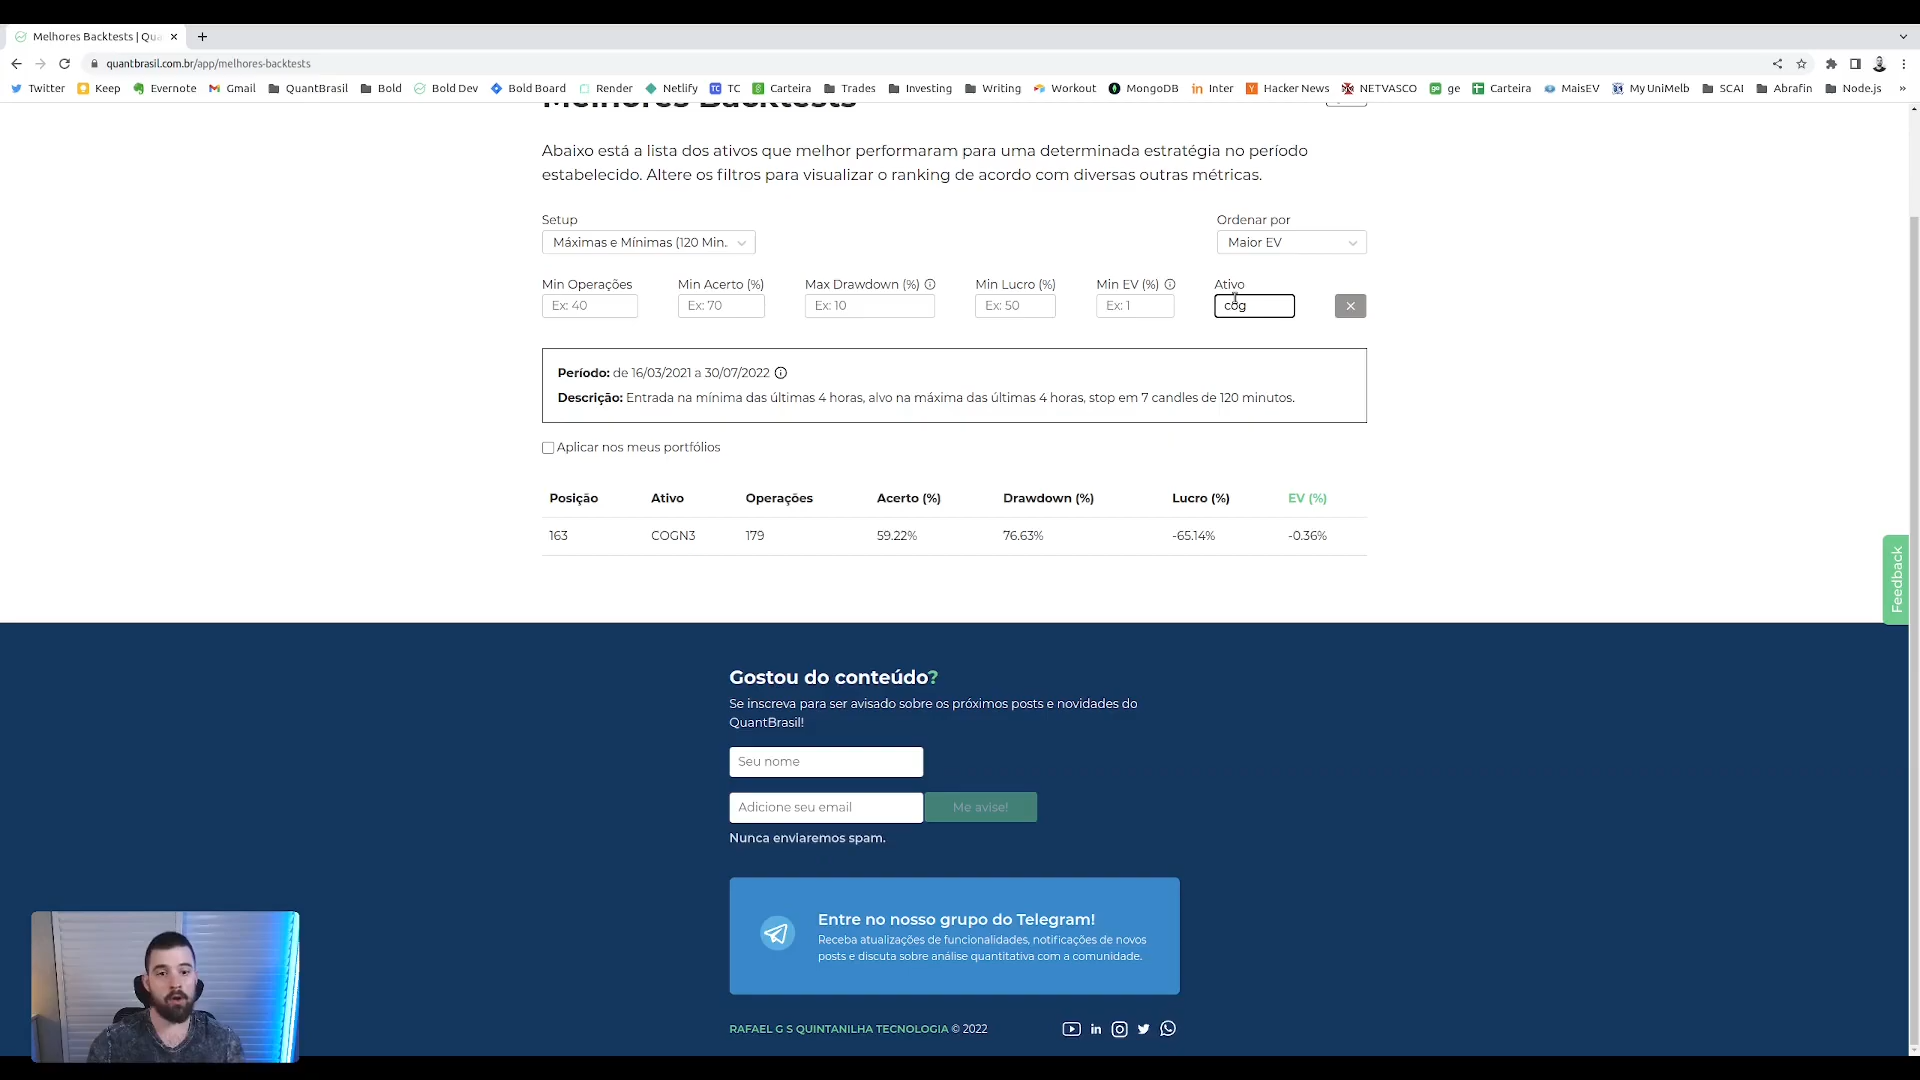 Melhores Backtests | Qua
quantbrasil.com.br/app/melhores-backtests
Twitter Keep Evernote Gmail QuantBrasil Bold Bold Dev Bold Board Render Netlify TC Carteira Trades Investing Writing Workout MongoDB Inter Hacker News NETVASCO ge Carteira MaisEV My UniMelb SCAI Abrafin Node.js »
Melhores Backtests
Abaixo está a lista dos ativos que melhor performaram para uma determinada estratégia no período
estabelecido. Altere os filtros para visualizar o ranking de acordo com diversas outras métricas.
Setup Ordenar por
Máximas e Mínimas (120 Min. Maior EV
Min Operações Min Acerto (%) Max Drawdown (%) Min Lucro (%) Min EV (%) Ativo
Ex: 40 Ex: 70 Ex: 10 Ex: 50 Ex: 1 cog
Período: de 16/03/2021 a 30/07/2022
Descrição: Entrada na mínima das últimas 4 horas, alvo na máxima das últimas 4 horas, stop em 7 candles de 120 minutos.
Aplicar nos meus portfólios
Posição Ativo Operações Acerto (%) Drawdown (%) Lucro (%) EV (%)
163 COGN3 179 59.22% 76.63% -65.14% -0.36%
Feedback
Gostou do conteúdo?
Se inscreva para ser avisado sobre os próximos posts e novidades do
QuantBrasil!
Seu nome
Adicione seu email Me avise!
Nunca enviaremos spam.
Entre no nosso grupo do Telegram!
Receba atualizações de funcionalidades, notificações de novos
posts e discuta sobre análise quantitativa com a comunidade.
RAFAEL G S QUINTANILHA TECNOLOGIA © 2022